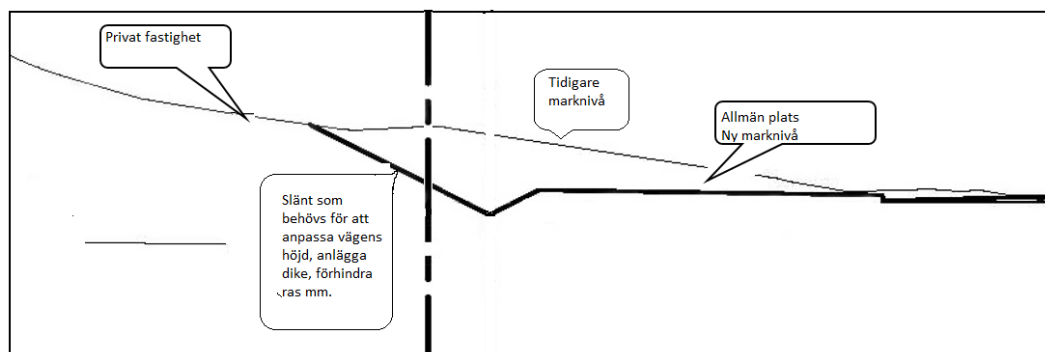 Privat fastighet
Tidigare
marknivå
Allmän plats
Ny marknivå
Slänt som
behövs för att
anpassa vägens
höjd, anlägga
dike, förhindra
ras mm.